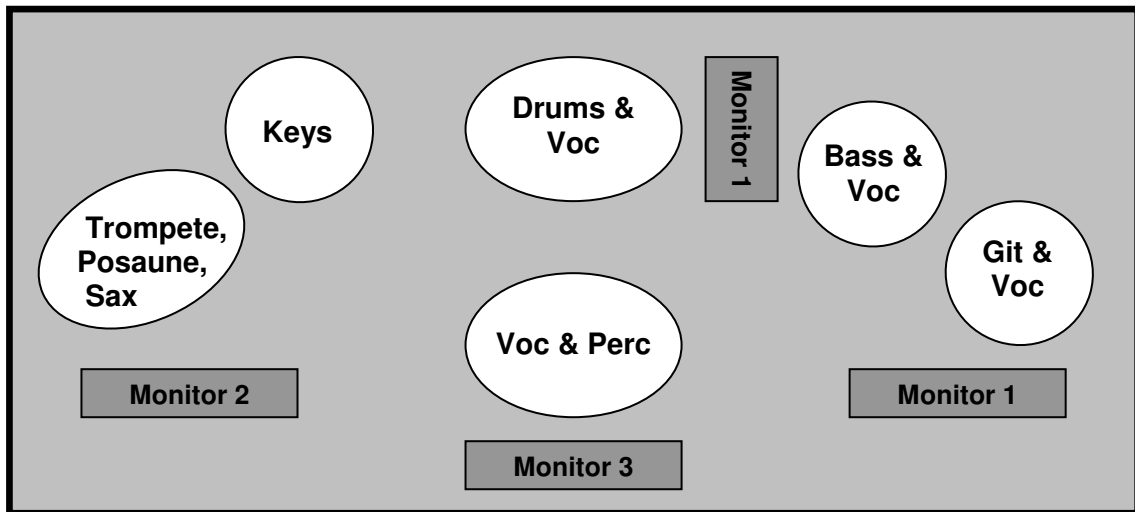 Keys
Drums &
Voc
Monitor 1
Bass &
Voc
Trompete,
Posaune,
Sax
Git &
Voc
Voc & Perc
Monitor 2
Monitor 1
Monitor 3